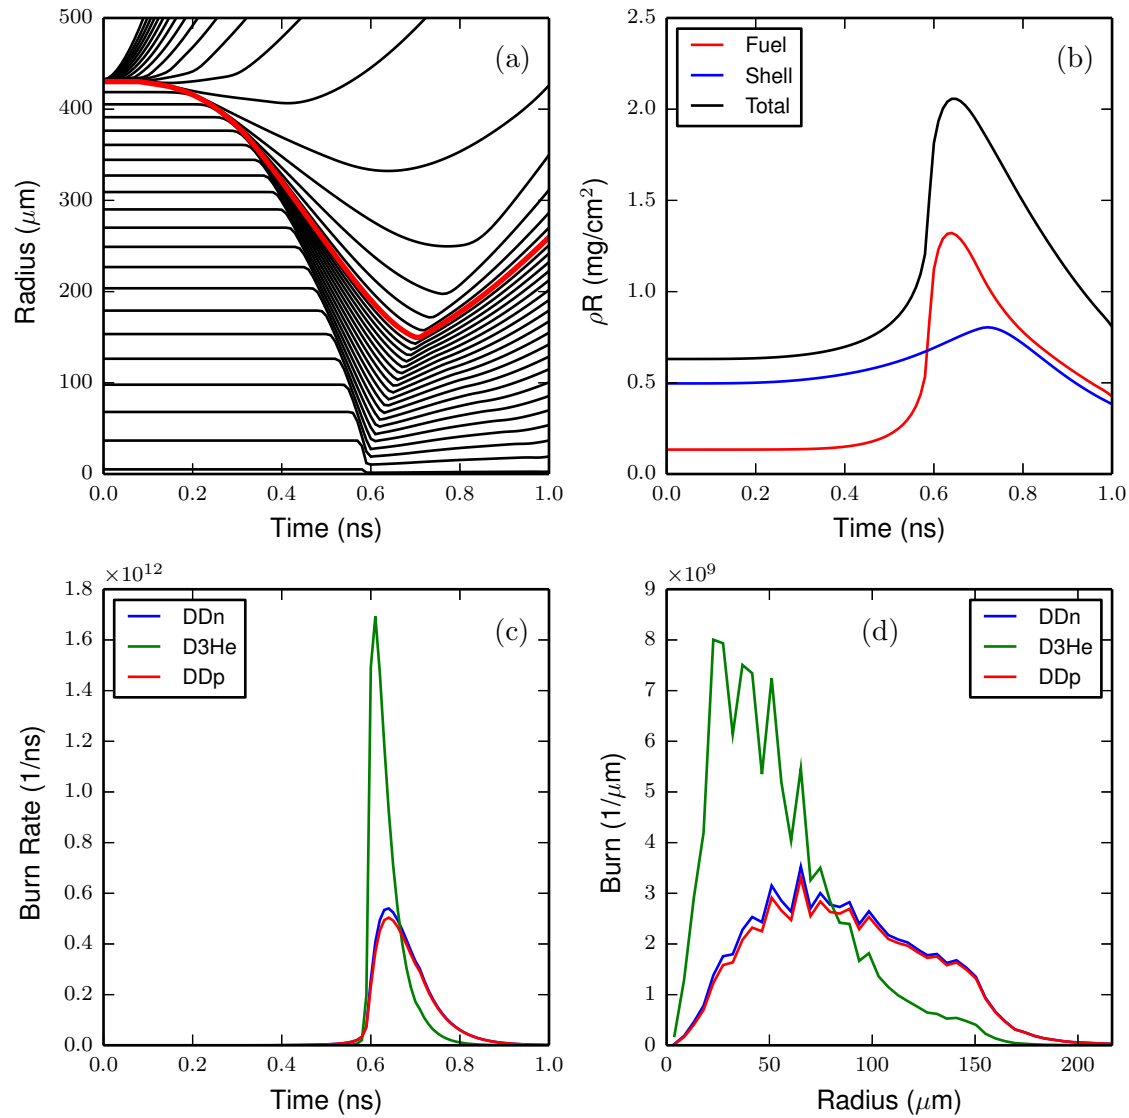 (a)
Radius (μm)
500
400
300
200
100
0
0.0 0.2 0.4 0.6 0.8 1.0
Time (ns)
Fuel
Shell
Total
(b)
ρR (mg/cm²)
2.5
2.0
1.5
1.0
0.5
0.0
0.0 0.2 0.4 0.6 0.8 1.0
Time (ns)
×10¹²
DDn
D3He
DDp
(c)
Burn Rate (1/ns)
1.8
1.6
1.4
1.2
1.0
0.8
0.6
0.4
0.2
0.0
0.0 0.2 0.4 0.6 0.8 1.0
Time (ns)
×10⁹
(d)
DDn
D3He
DDp
Burn (1/μm)
9
8
7
6
5
4
3
2
1
0
0 50 100 150 200
Radius (μm)